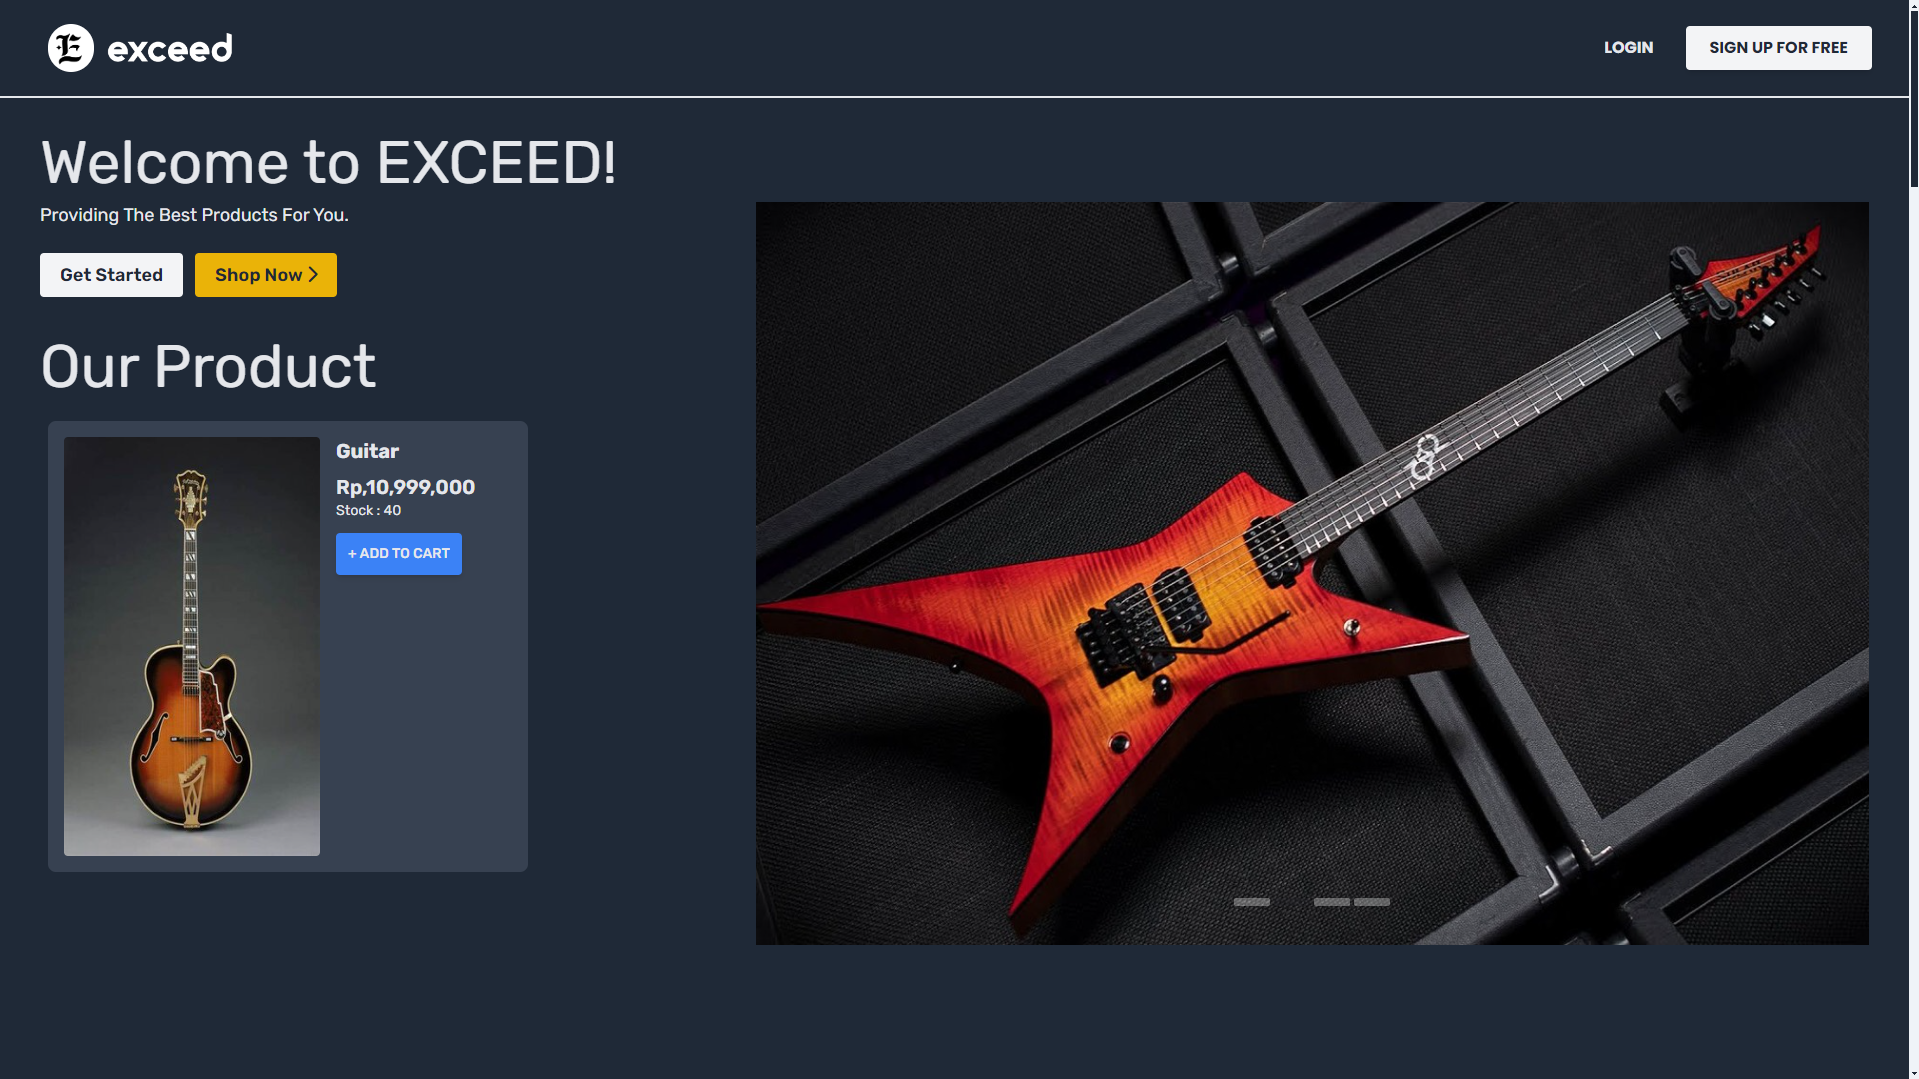 E exceed
LOGIN
SIGN UP FOR FREE
Welcome to EXCEED!
Providing The Best Products For You.
Get Started
Shop Now
Our Product
Guitar
Rp,10,999,000
Stock : 40
+ ADD TO CART